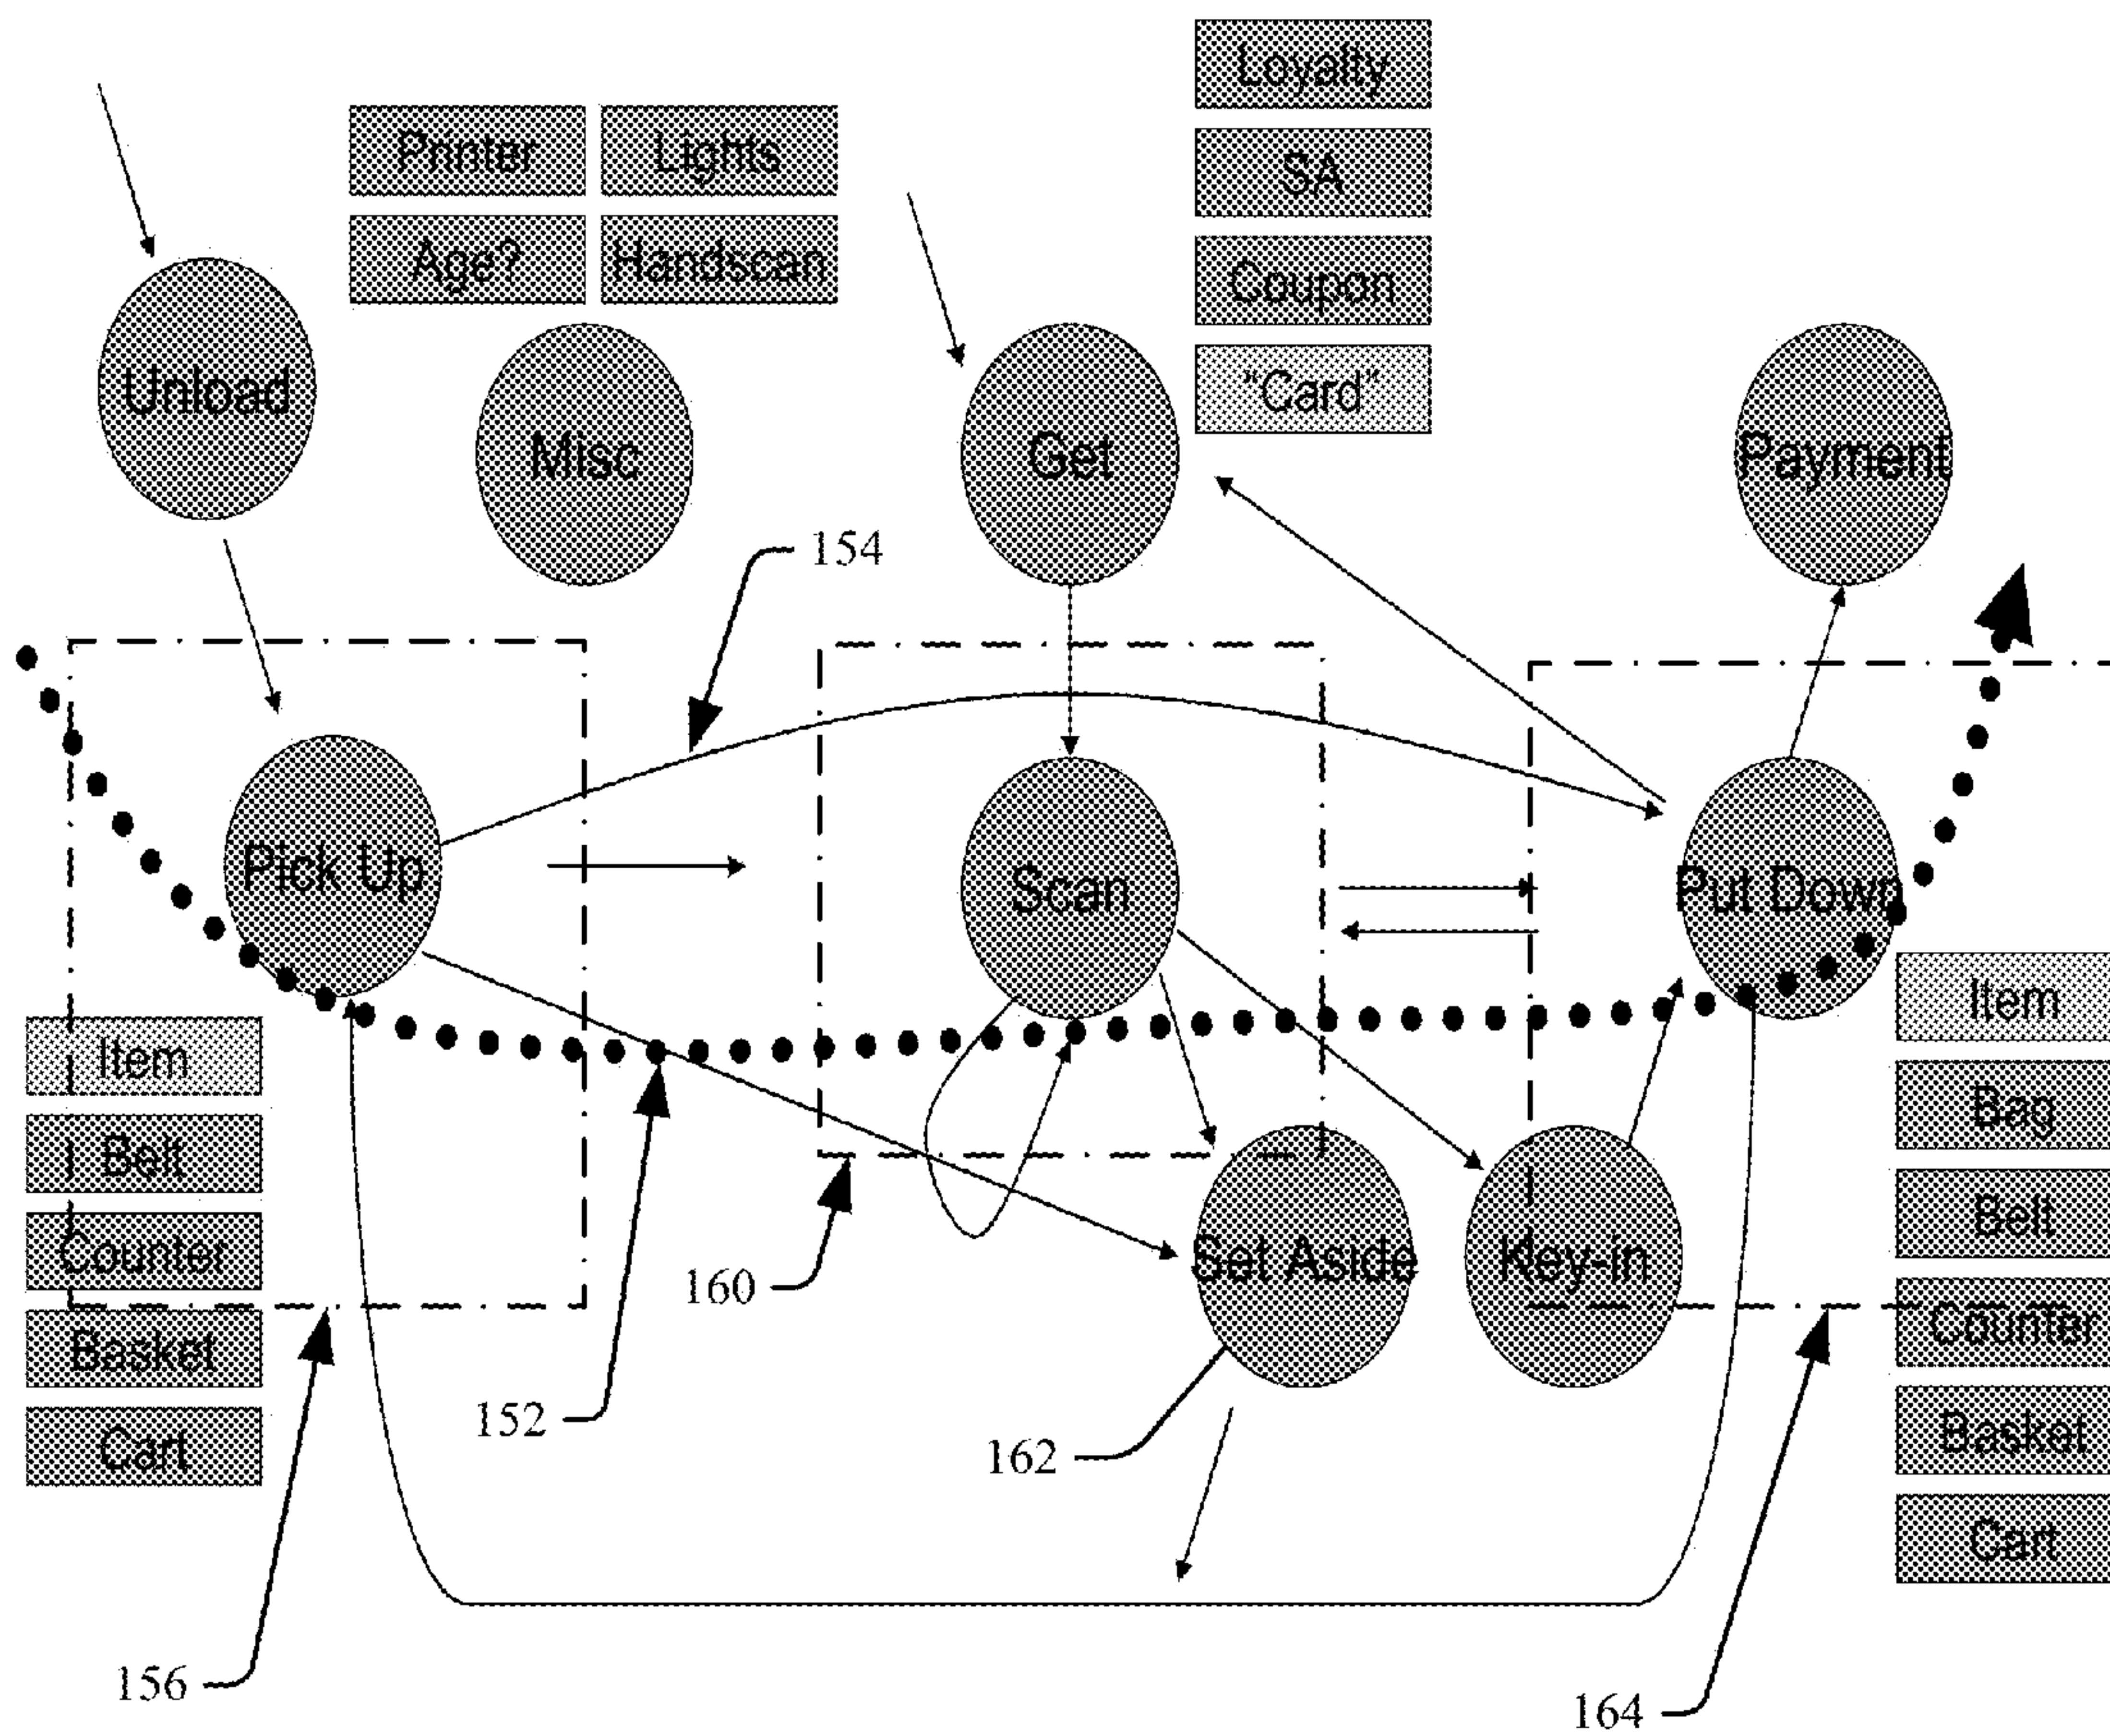 Loyalty
Printer
Lights
SA
Age?
Handscan
Coupon
"Card"
Unload
Misc
Get
Payment
154
Pick Up
Scan
Put Down
Item
Item
Bag
Belt
Belt
Counter
Set Aside
Key-in
160
Counter
Basket
152
Basket
Cart
162
Cart
156
164